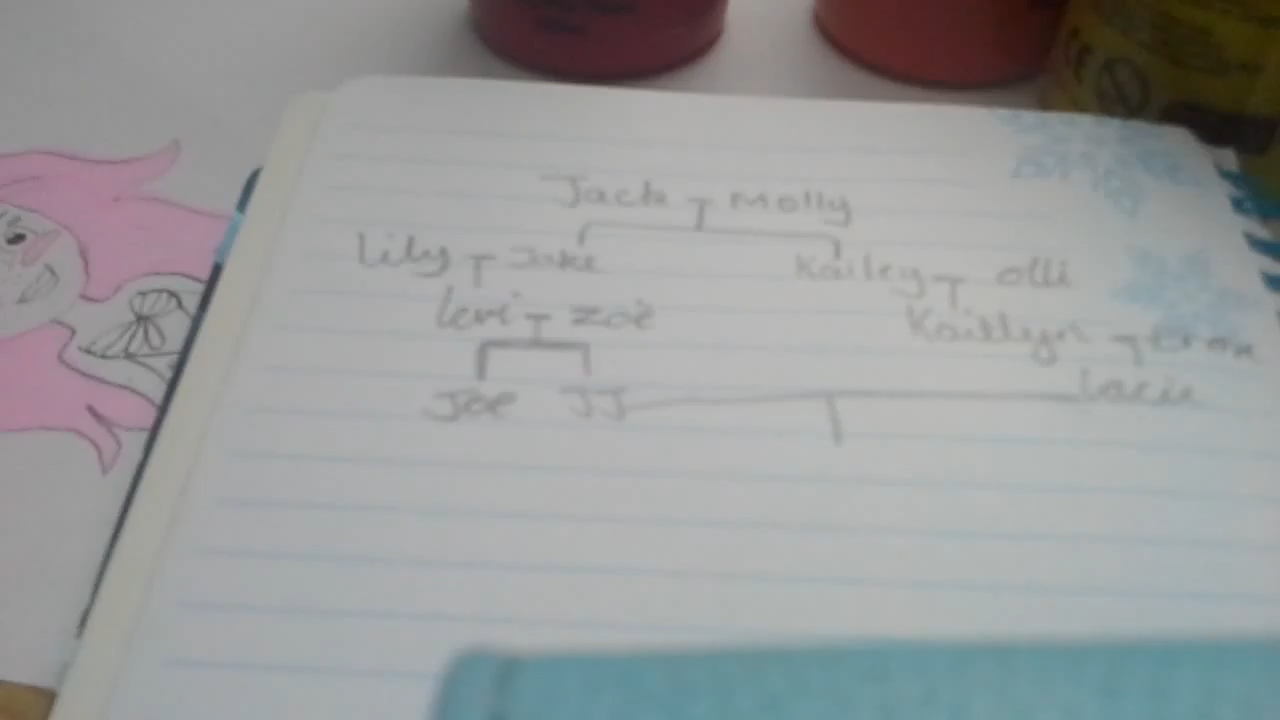 Jack Molly
Lily Jake Kailey olli
Levi Zoë Kaitlyn
Joe JJ Lacie